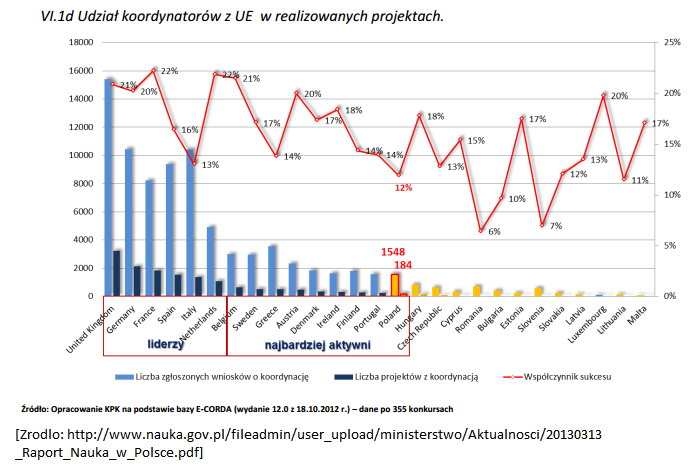 VI.1d Udział koordynatorów z UE w realizowanych projektach.
18000
16000
14000
12000
10000
8000
6000
4000
2000
0
25%
20%
15%
10%
5%
0%
21%
20%
22%
16%
13%
22%
21%
17%
14%
20%
17%
18%
14%
14%
12%
18%
13%
15%
6%
10%
17%
7%
12%
13%
20%
11%
17%
1548
184
United Kingdom
Germany
France
Spain
Italy
Netherlands
Belgium
Sweden
Greece
Austria
Denmark
Ireland
Finland
Portugal
Poland
Hungary
Czech Republic
Cyprus
Romania
Bulgaria
Estonia
Slovenia
Slovakia
Latvia
Luxembourg
Lithuania
Malta
liderzy
najbardziej aktywni
Liczba zgłoszonych wniosków o koordynację
Liczba projektów z koordynacją
Współczynnik sukcesu
Źródło: Opracowanie KPK na podstawie bazy E-CORDA (wydanie 12.0 z 18.10.2012 r.) – dane po 355 konkursach
[Zrodlo: http://www.nauka.gov.pl/fileadmin/user_upload/ministerstwo/Aktualnosci/20130313
_Raport_Nauka_w_Polsce.pdf]